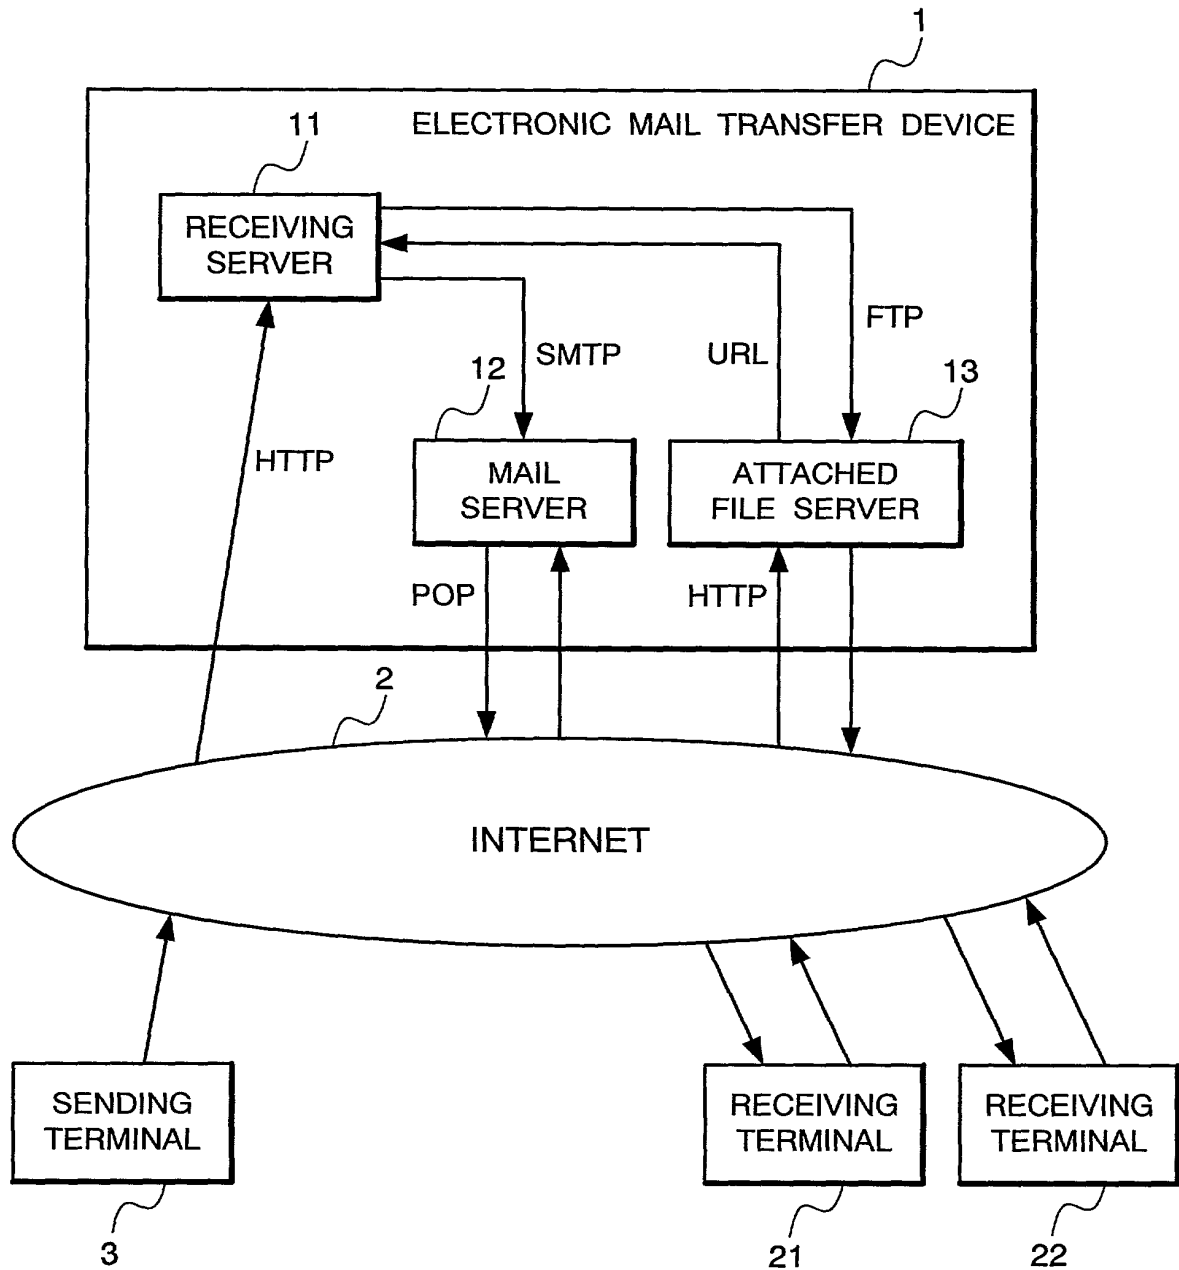 1
ELECTRONIC MAIL TRANSFER DEVICE
11
RECEIVING
SERVER
FTP
SMTP
URL
12
13
HTTP
MAIL
SERVER
ATTACHED
FILE SERVER
POP
HTTP
2
INTERNET
SENDING
TERMINAL
RECEIVING
TERMINAL
RECEIVING
TERMINAL
3
21
22